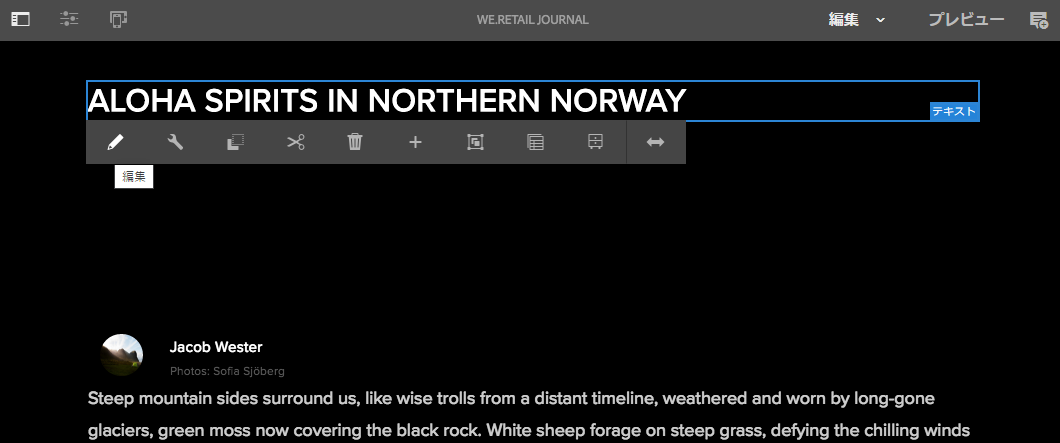 WE.RETAIL JOURNAL
編集
プレビュー
ALOHA SPIRITS IN NORTHERN NORWAY
テキスト
編集
Jacob Wester
Photos: Sofia Sjöberg
Steep mountain sides surround us, like wise trolls from a distant timeline, weathered and worn by long-gone
glaciers, green moss now covering the black rock. White sheep forage on steep grass, defying the chilling winds